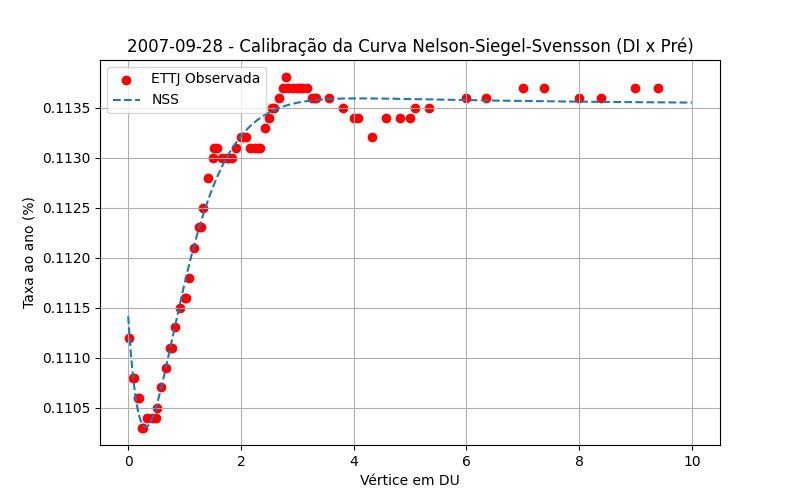 2007-09-28 - Calibração da Curva Nelson-Siegel-Svensson (DI x Pré)
ETTJ Observada
NSS
Taxa ao ano (%)
0.1135
0.1130
0.1125
0.1120
0.1115
0.1110
0.1105
0 2 4 6 8 10
Vértice em DU